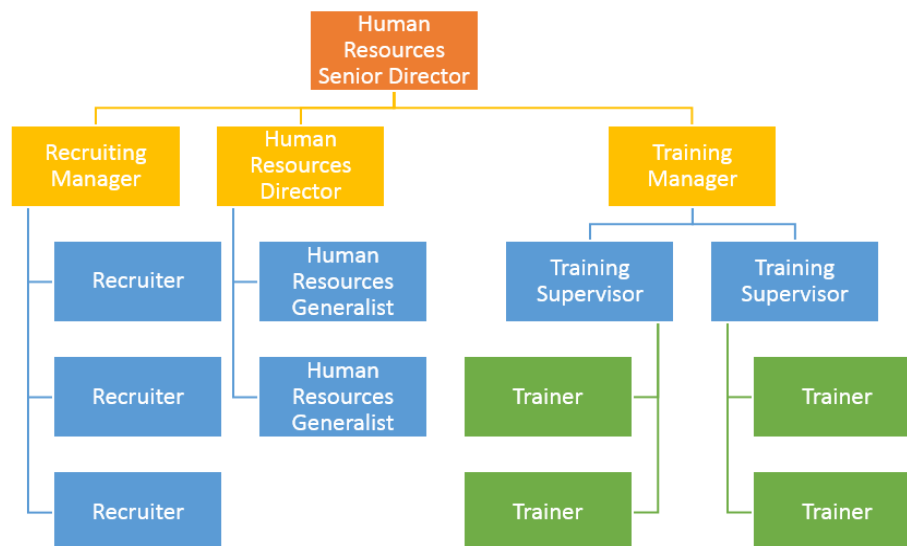 Human
Resources
Senior Director
Recruiting
Manager
Human
Resources
Director
Training
Manager
Recruiter
Human
Resources
Generalist
Training
Supervisor
Training
Supervisor
Recruiter
Human
Resources
Generalist
Trainer
Trainer
Recruiter
Trainer
Trainer